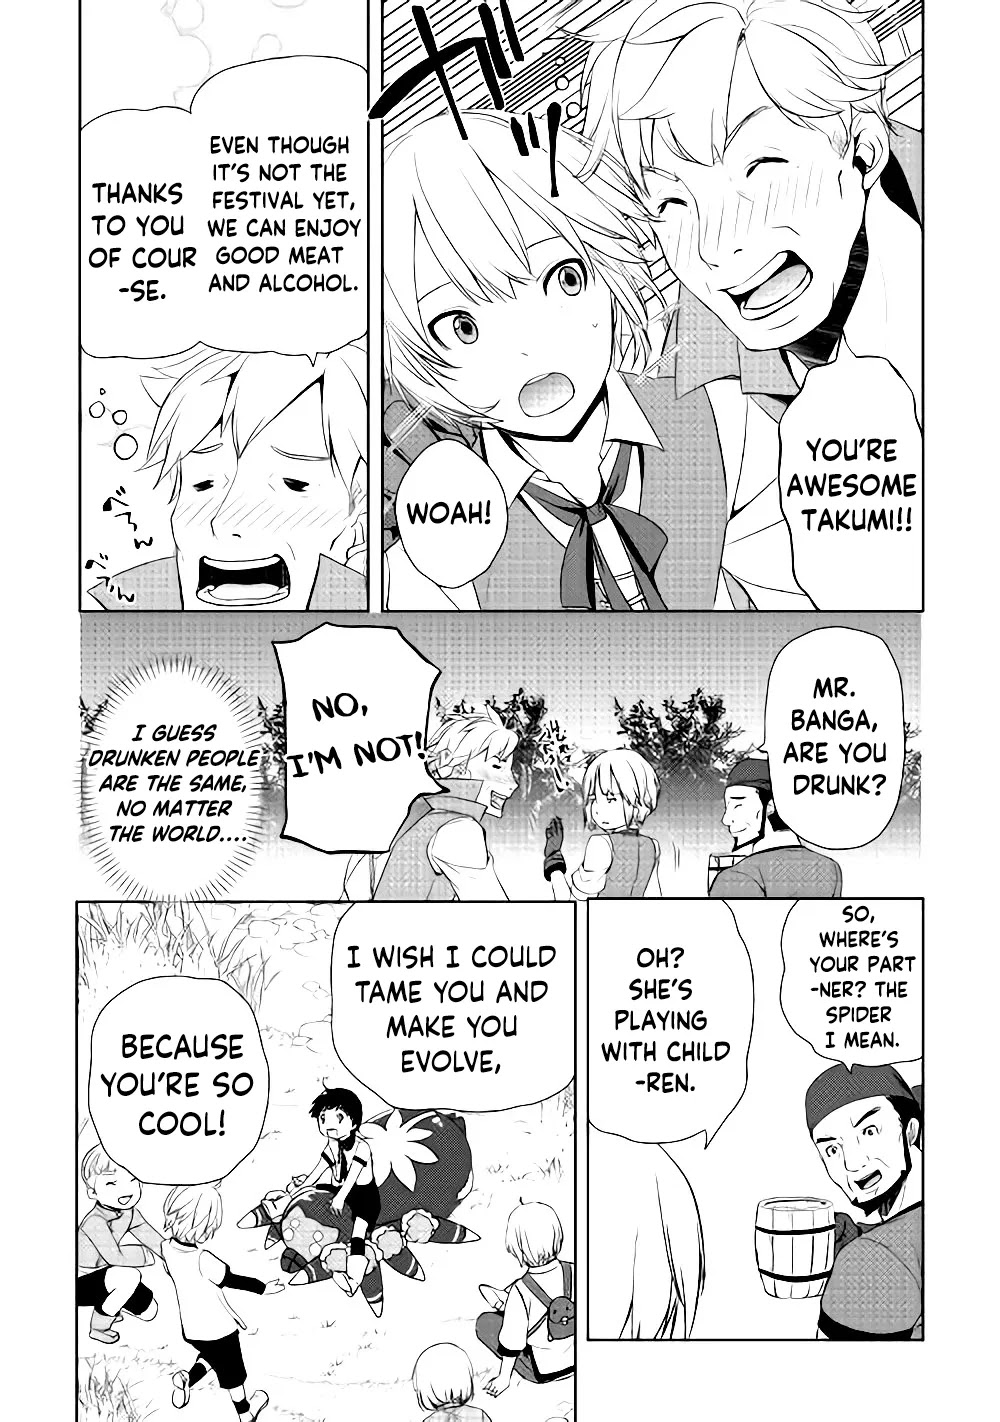 ガバッ
YOU'RE
AWESOME
TAKUMI!!
WOAH!
EVEN THOUGH
IT'S NOT THE
FESTIVAL YET,
WE CAN ENJOY
GOOD MEAT
AND ALCOHOL.
THANKS
TO YOU
OF COUR
-SE.
MR.
BANGA,
ARE YOU
DRUNK?
NO,
I'M NOT!
I GUESS
DRUNKEN PEOPLE
ARE THE SAME,
NO MATTER
THE WORLD....
SO,
WHERE'S
YOUR PART
-NER? THE
SPIDER
I MEAN.
OH?
SHE'S
PLAYING
WITH CHILD
-REN.
I WISH I COULD
TAME YOU AND
MAKE YOU
EVOLVE,
BECAUSE
YOU'RE SO
COOL!